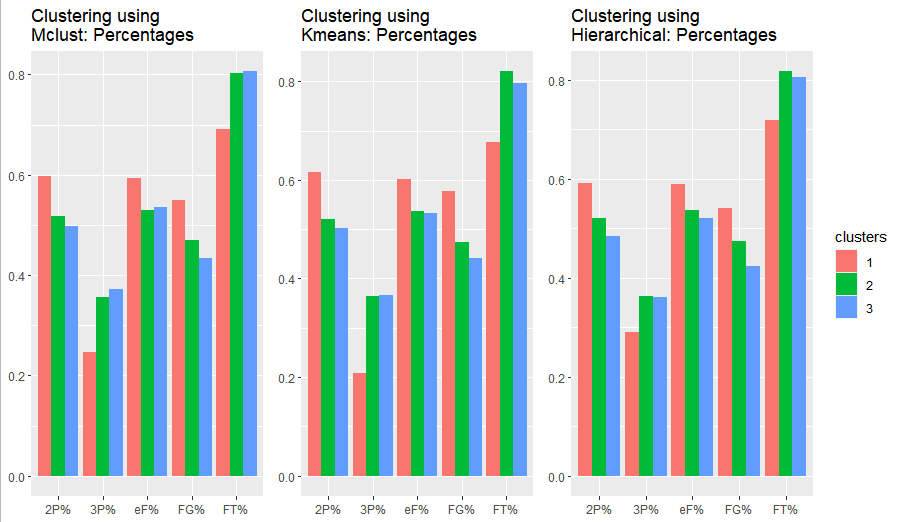 Clustering using
Mclust: Percentages
0.8
0.6
0.4
0.2
0.0
2P% 3P% eF% FG% FT%
Clustering using
Kmeans: Percentages
0.8
0.6
0.4
0.2
0.0
2P% 3P% eF% FG% FT%
Clustering using
Hierarchical: Percentages
0.8
0.6
0.4
0.2
0.0
2P% 3P% eF% FG% FT%
clusters
1
2
3